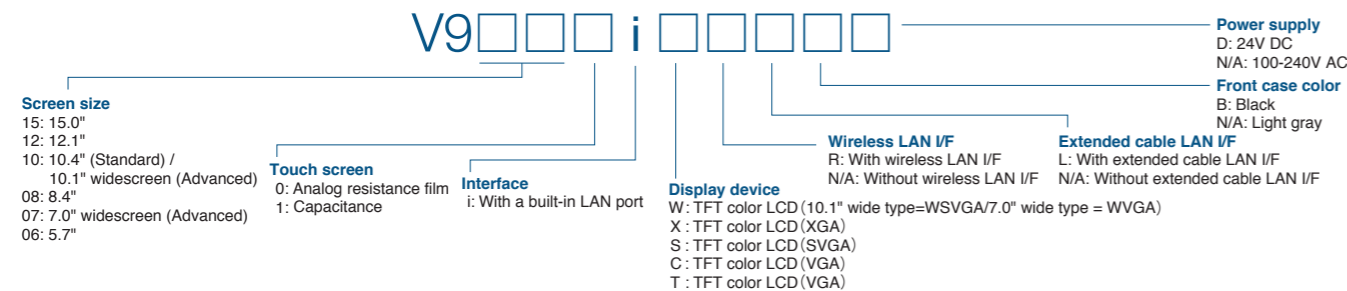 V9□□□i□□□□□
Power supply
D: 24V DC
N/A: 100-240V AC
Front case color
B: Black
N/A: Light gray
Screen size
15: 15.0"
12: 12.1"
10: 10.4" (Standard) /
10.1" widescreen (Advanced)
08: 8.4"
07: 7.0" widescreen (Advanced)
06: 5.7"
Touch screen
0: Analog resistance film
1: Capacitance
Interface
i: With a built-in LAN port
Display device
W : TFT color LCD(10.1" wide type=WSVGA/7.0" wide type = WVGA)
X : TFT color LCD(XGA)
S : TFT color LCD(SVGA)
C : TFT color LCD(VGA)
T : TFT color LCD(VGA)
Wireless LAN I/F
R: With wireless LAN I/F
N/A: Without wireless LAN I/F
Extended cable LAN I/F
L: With extended cable LAN I/F
N/A: Without extended cable LAN I/F